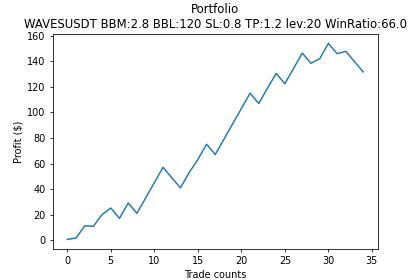 Portfolio
WAVESUSDT BBM:2.8 BBL:120 SL:0.8 TP:1.2 lev:20 WinRatio:66.0
160
140
120
100
80
60
40
20
0
Profit ($)
0 5 10 15 20 25 30 35
Trade counts